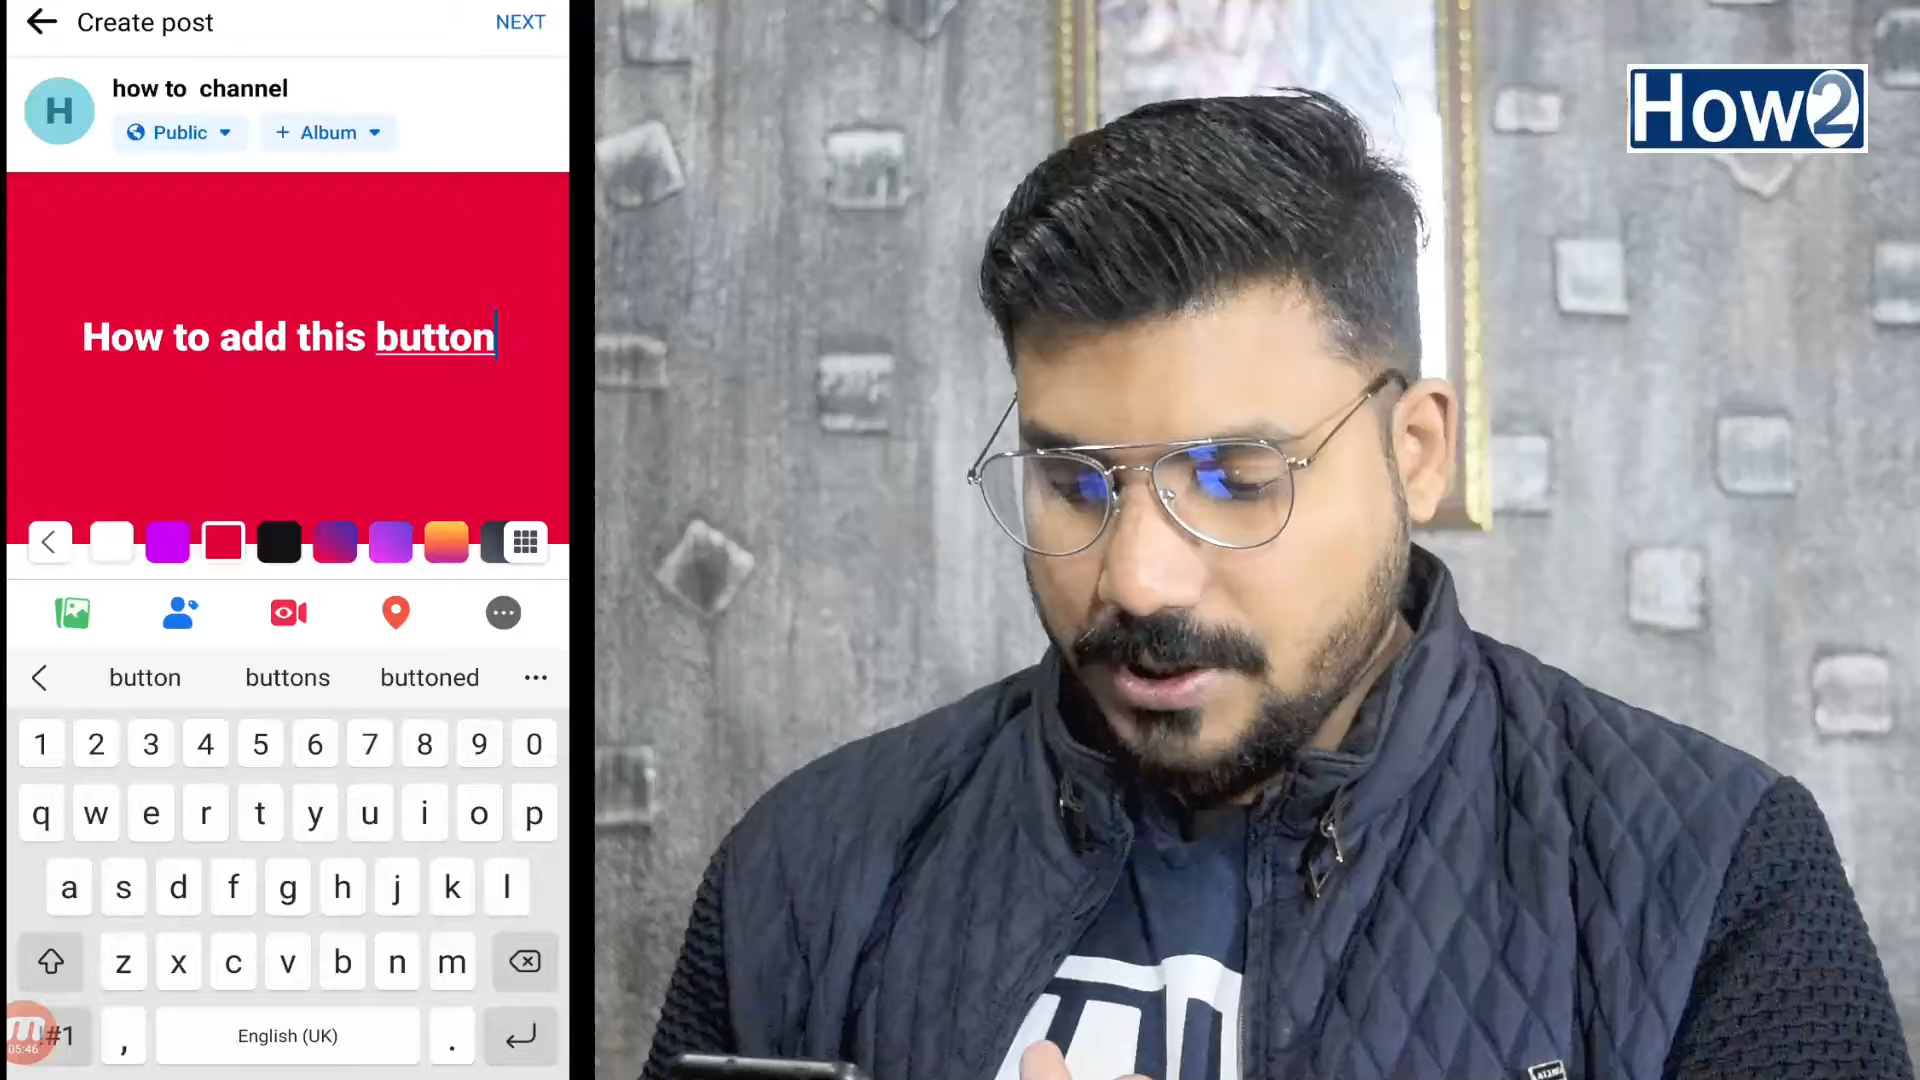 Create post
NEXT
H
how to channel
Public
+ Album
How to add this button
button
buttons
buttoned
1 2 3 4 5 6 7 8 9 0
q w e r t y u i o p
a s d f g h j k l
z x c v b n m
!#1
,
English (UK)
.
05:46
How2